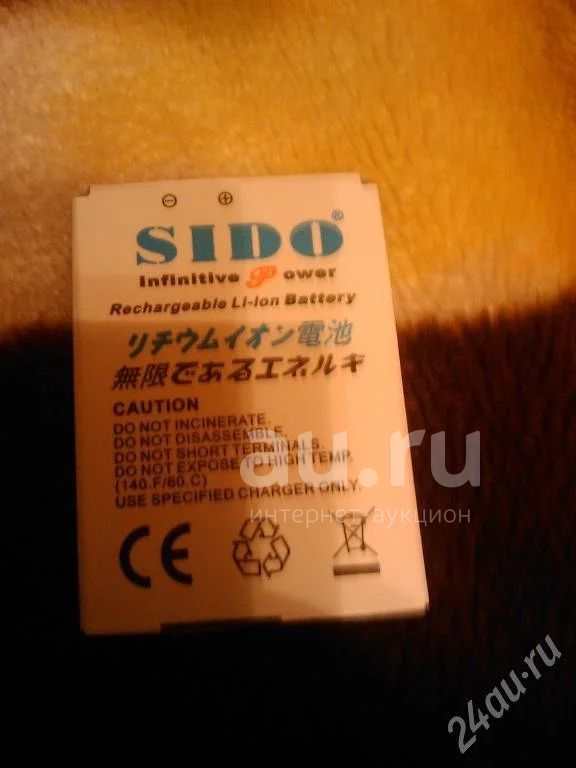 ⊖ ⊕
SIDO®
Infinitive Power
Rechargeable Li-Ion Battery
リチウムイオン電池
無限であるエネルギ
CAUTION
DO NOT INCINERATE.
DO NOT DISASSEMBLE.
DO NOT SHORT TERMINALS.
DO NOT EXPOSE TO HIGH TEMP.
(140.F/60.C)
USE SPECIFIED CHARGER ONLY.
au.ru
интернет-аукцион
CE
24au.ru